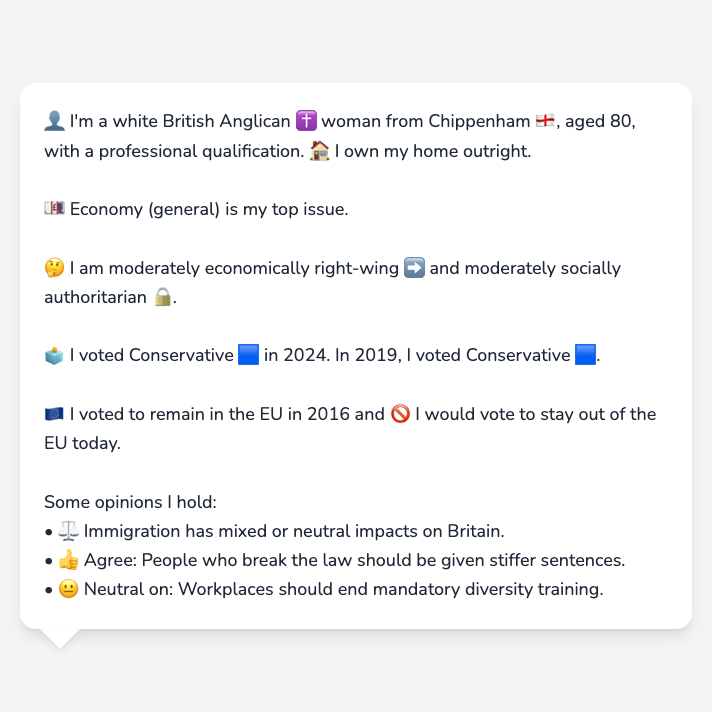 👤 I'm a white British Anglican ✝️ woman from Chippenham 🏴󠁧󠁢󠁥󠁮󠁧󠁿, aged 80,
with a professional qualification. 🏠 I own my home outright.
💷 Economy (general) is my top issue.
🤔 I am moderately economically right-wing ➡️ and moderately socially
authoritarian 🔒.
🗳️ I voted Conservative 🟦 in 2024. In 2019, I voted Conservative 🟦.
🇪🇺 I voted to remain in the EU in 2016 and 🚫 I would vote to stay out of the
EU today.
Some opinions I hold:
• ⚖️ Immigration has mixed or neutral impacts on Britain.
• 👍 Agree: People who break the law should be given stiffer sentences.
• 😐 Neutral on: Workplaces should end mandatory diversity training.